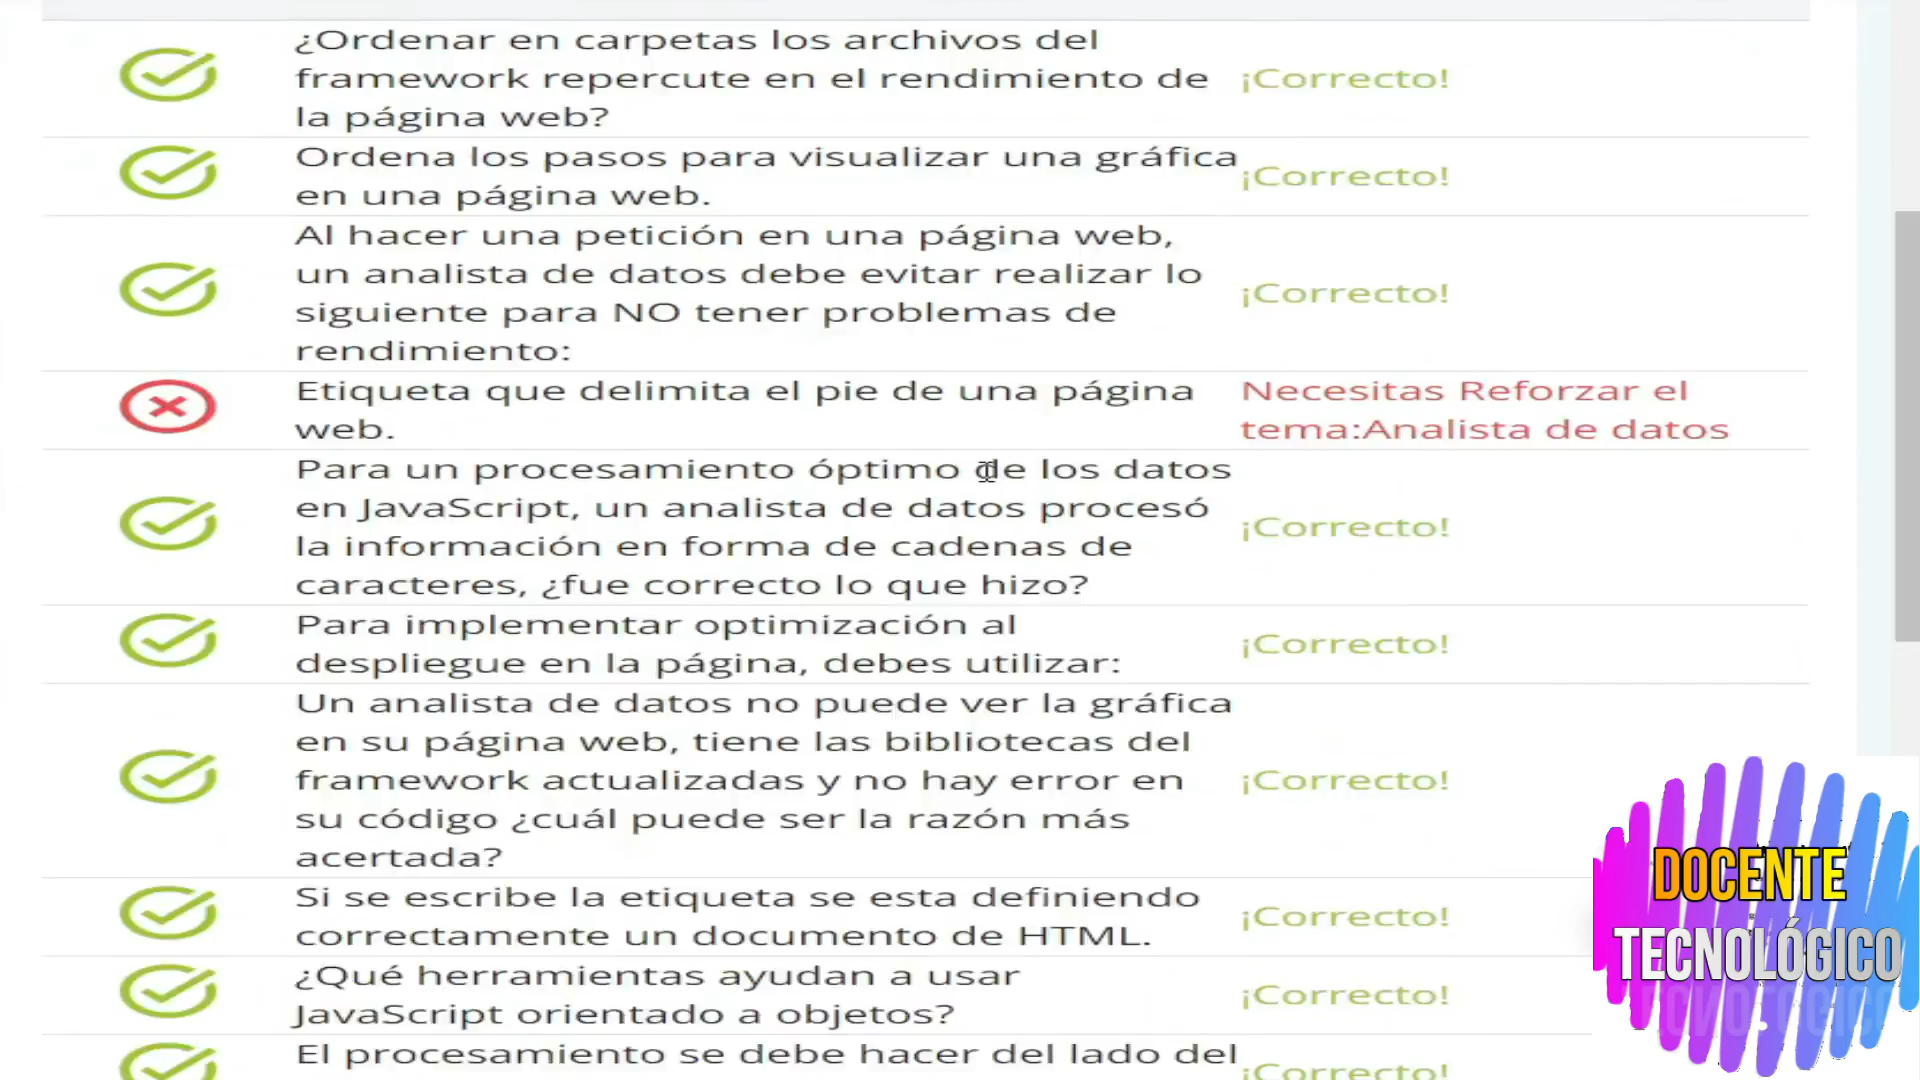 ¿Ordenar en carpetas los archivos del
framework repercute en el rendimiento de
la página web?
¡Correcto!
Ordena los pasos para visualizar una gráfica
en una página web.
¡Correcto!
Al hacer una petición en una página web,
un analista de datos debe evitar realizar lo
siguiente para NO tener problemas de
rendimiento:
¡Correcto!
Etiqueta que delimita el pie de una página
web.
Necesitas Reforzar el
tema:Analista de datos
Para un procesamiento óptimo de los datos
en JavaScript, un analista de datos procesó
la información en forma de cadenas de
caracteres, ¿fue correcto lo que hizo?
¡Correcto!
Para implementar optimización al
despliegue en la página, debes utilizar:
¡Correcto!
Un analista de datos no puede ver la gráfica
en su página web, tiene las bibliotecas del
framework actualizadas y no hay error en
su código ¿cuál puede ser la razón más
acertada?
¡Correcto!
Si se escribe la etiqueta se esta definiendo
correctamente un documento de HTML.
¡Correcto!
¿Qué herramientas ayudan a usar
JavaScript orientado a objetos?
¡Correcto!
El procesamiento se debe hacer del lado del
¡Correcto!
DOCENTE
TECNOLÓGICO